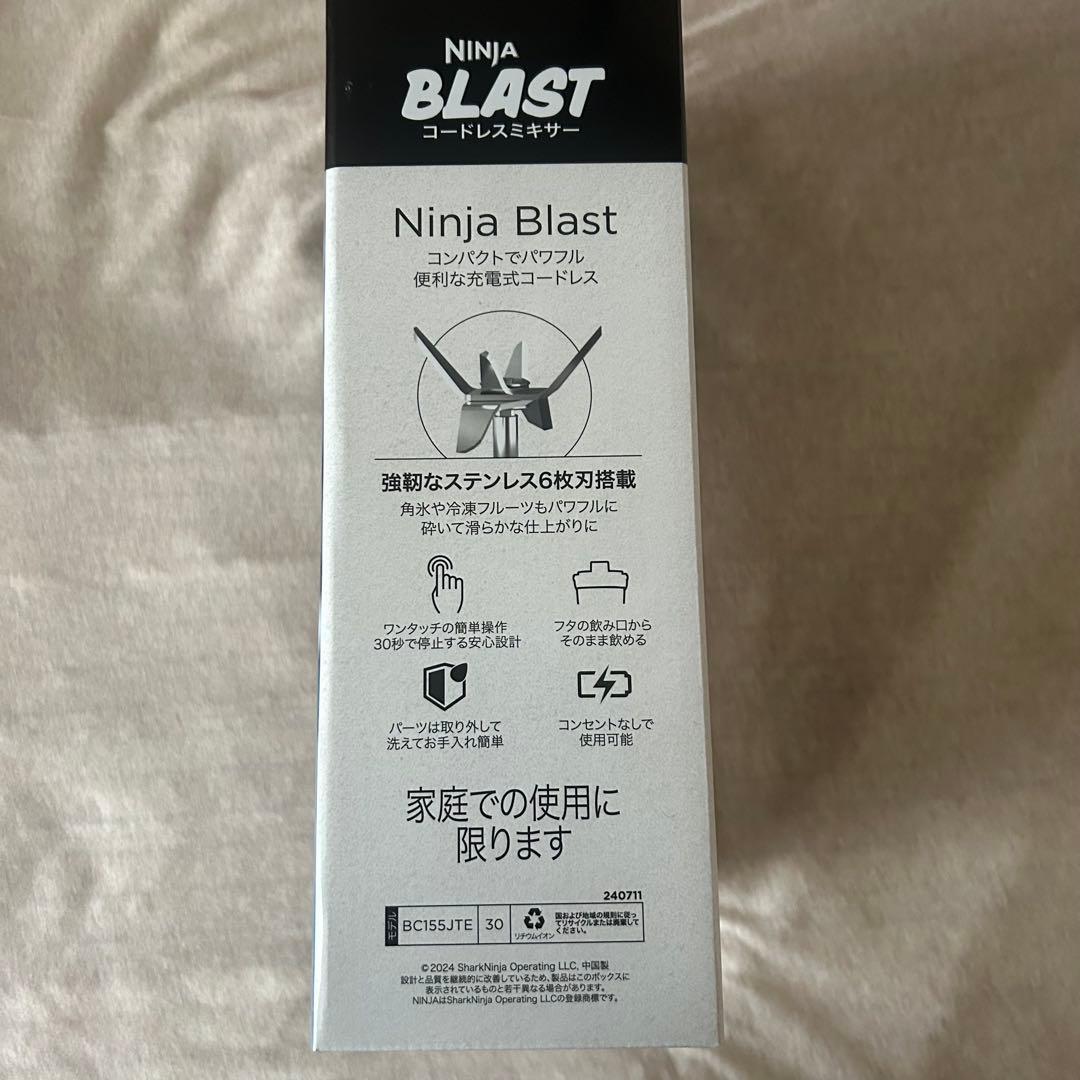 NINJA
BLAST
コードレスミキサー
Ninja Blast
コンパクトでパワフル
便利な充電式コードレス
強靭なステンレス6枚刃搭載
角氷や冷凍フルーツもパワフルに
砕いて滑らかな仕上がりに
ワンタッチの簡単操作
30秒で停止する安心設計
フタの飲み口から
そのまま飲める
パーツは取り外して
洗えてお手入れ簡単
コンセントなしで
使用可能
家庭での使用に
限ります
240711
モデル BC155JTE 30
リチウムイオン
国および地域の規則に従っ
てリサイクルまたは廃棄して
ください。
©2024 SharkNinja Operating LLC, 中国製
設計と品質を継続的に改善しているため、製品はこのボックスに
表示されているものと若干異なる場合があります。
NINJAはSharkNinja Operating LLCの登録商標です。